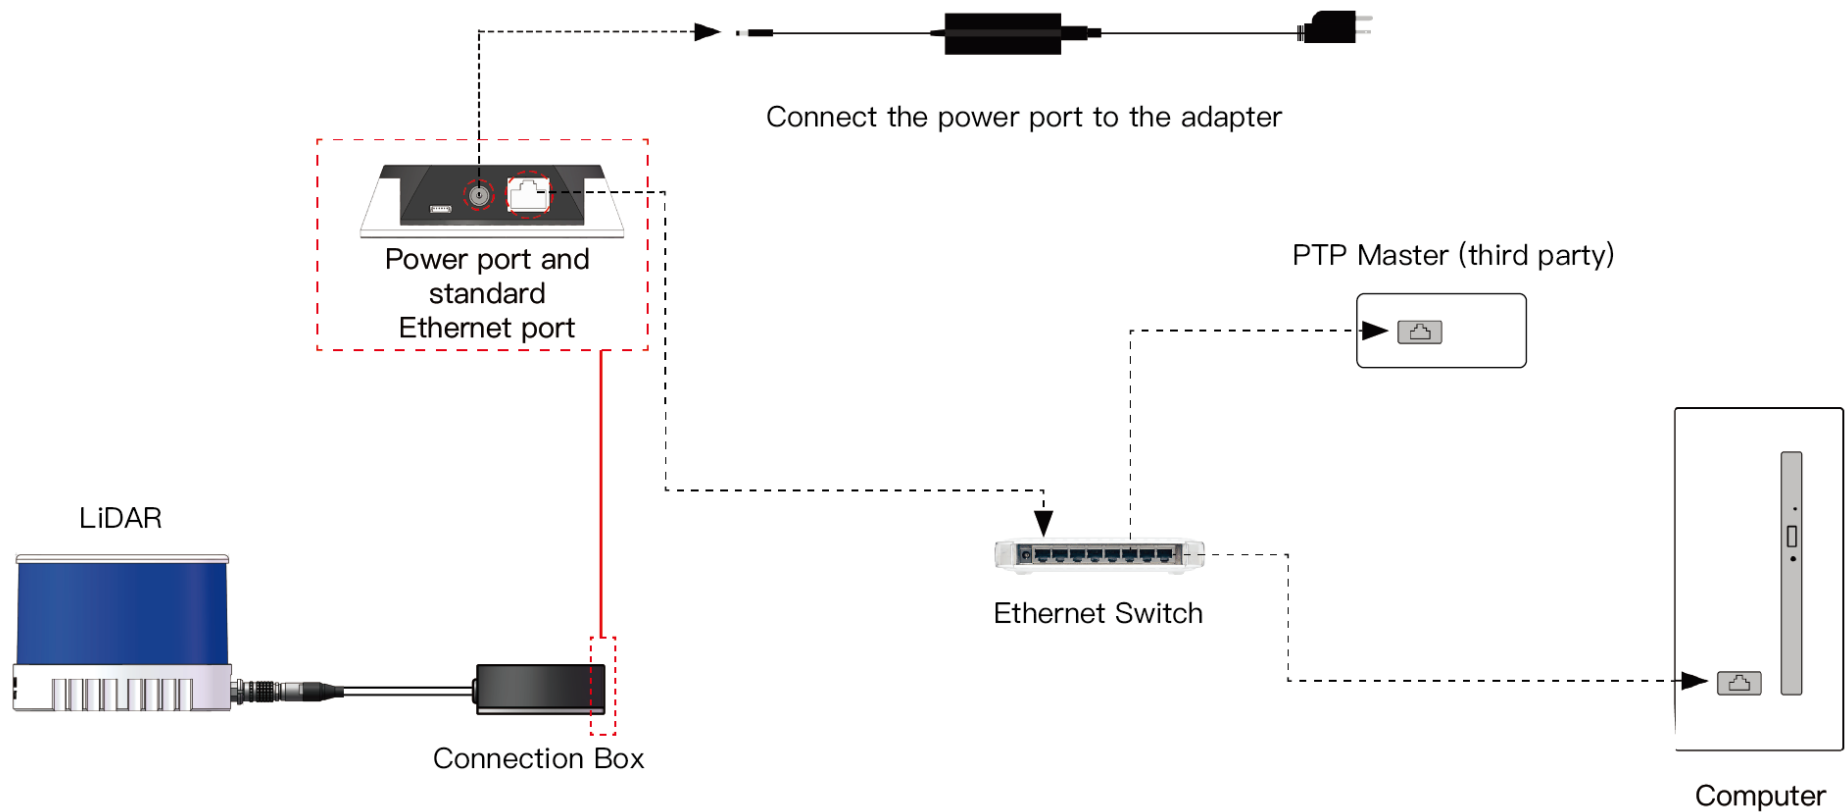 Connect the power port to the adapter
Power port and
standard
Ethernet port
PTP Master (third party)
LiDAR
Ethernet Switch
Connection Box
Computer